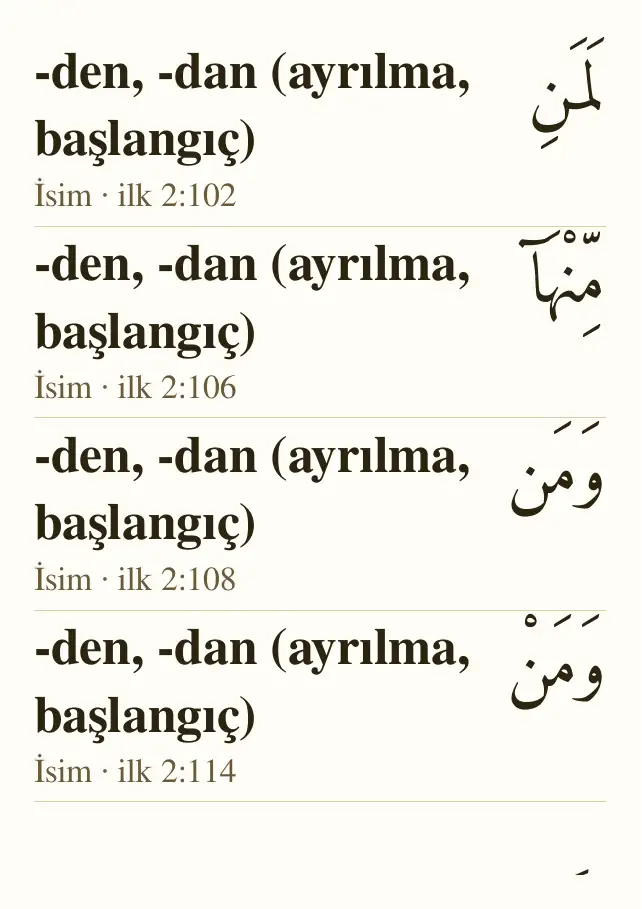 -den, -dan (ayrılma, لَمَنِ
başlangıç)
İsim · ilk 2:102
-den, -dan (ayrılma, مِّنْهَآ
başlangıç)
İsim · ilk 2:106
-den, -dan (ayrılma, وَمَن
başlangıç)
İsim · ilk 2:108
-den, -dan (ayrılma, وَمَنْ
başlangıç)
İsim · ilk 2:114